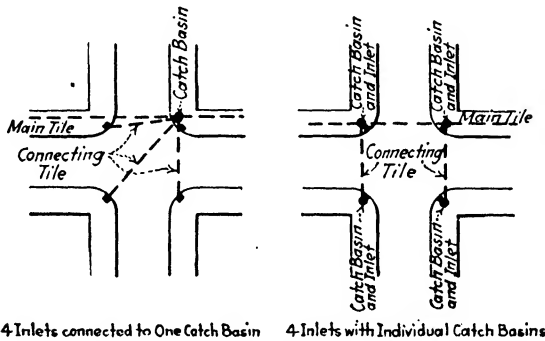 Catch Basin
Main Tile
Connecting
Tile
4 Inlets connected to One Catch Basin
Catch Basin
and Inlet
Catch Basin
and Inlet
Main Tile
Connecting
Tile
Catch Basin
and Inlet
Catch Basin
and Inlet
4 Inlets with Individual Catch Basins